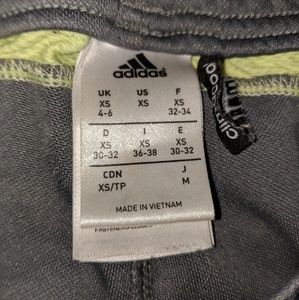 adidas
UK US F
XS XS XS
4-6 32-34
D I E
XS XS XS
30-32 36-38 30-32
CDN J
XS/TP M
MADE IN VIETNAM